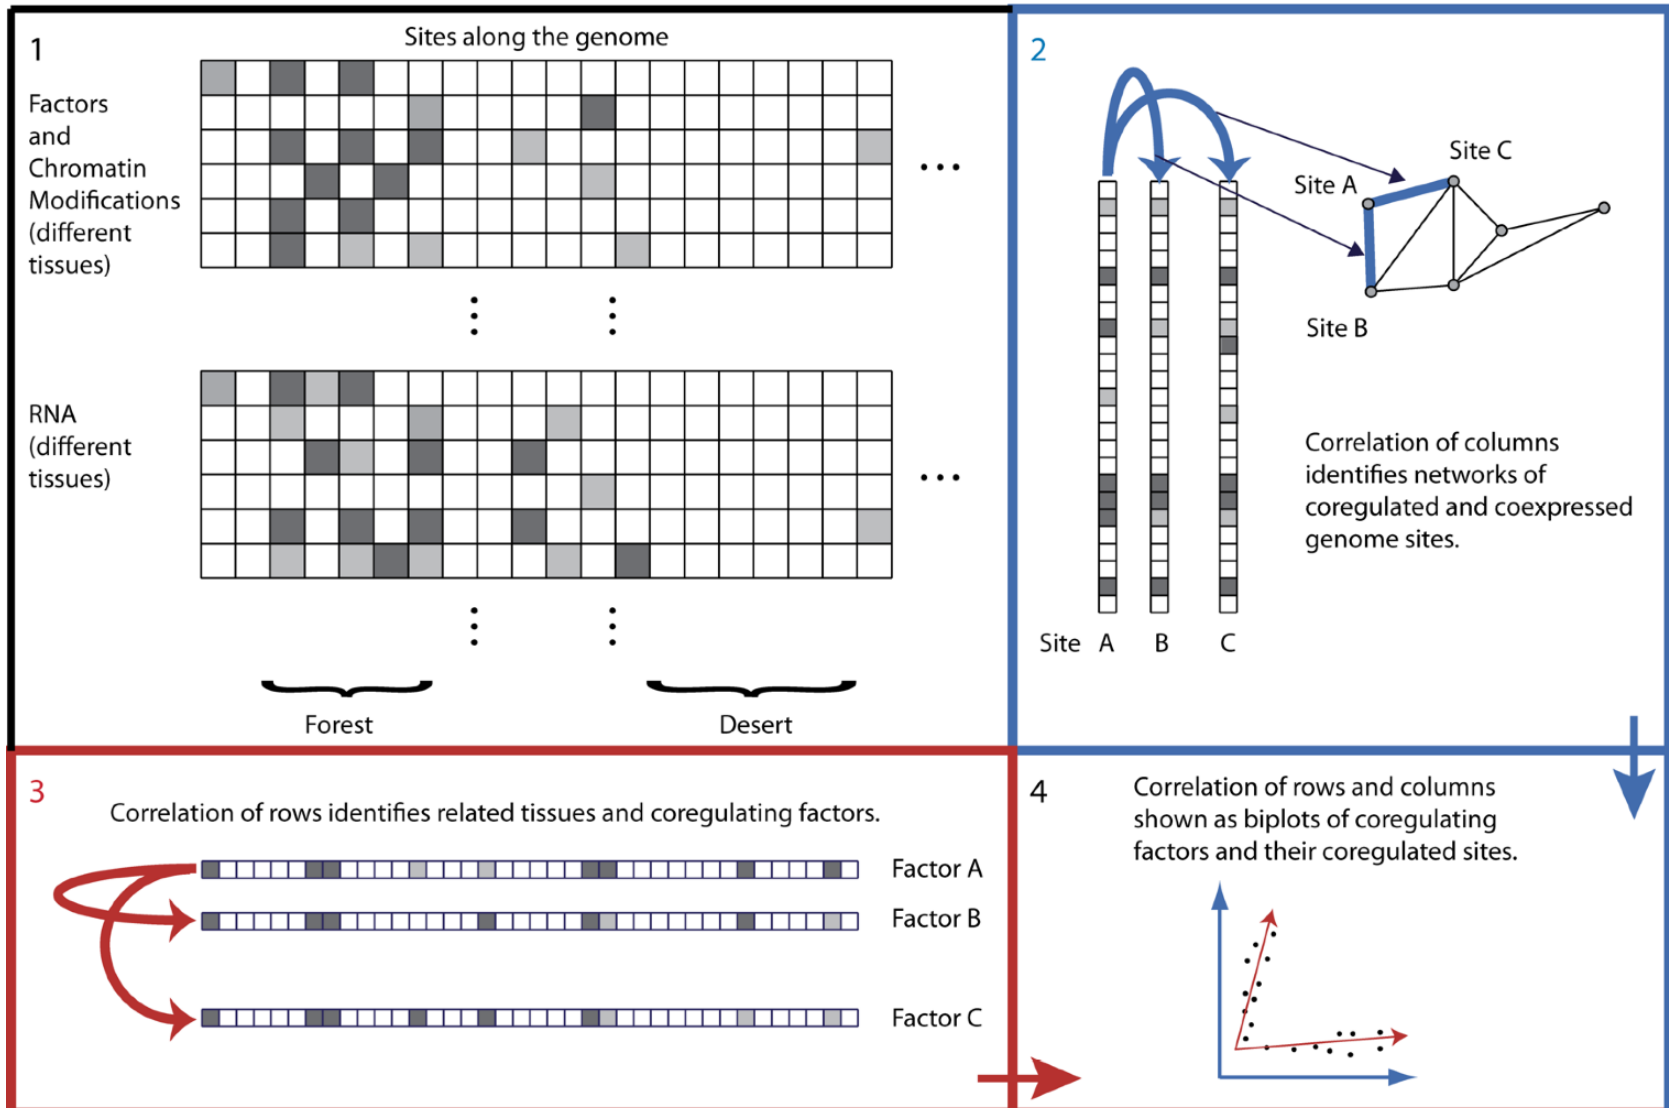 1
Sites along the genome
Factors
and
Chromatin
Modifications
(different
tissues)
...
RNA
(different
tissues)
...
Forest
Desert
2
Site C
Site A
Site B
Correlation of columns
identifies networks of
coregulated and coexpressed
genome sites.
Site A B C
3
Correlation of rows identifies related tissues and coregulating factors.
Factor A
Factor B
Factor C
4
Correlation of rows and columns
shown as biplots of coregulating
factors and their coregulated sites.